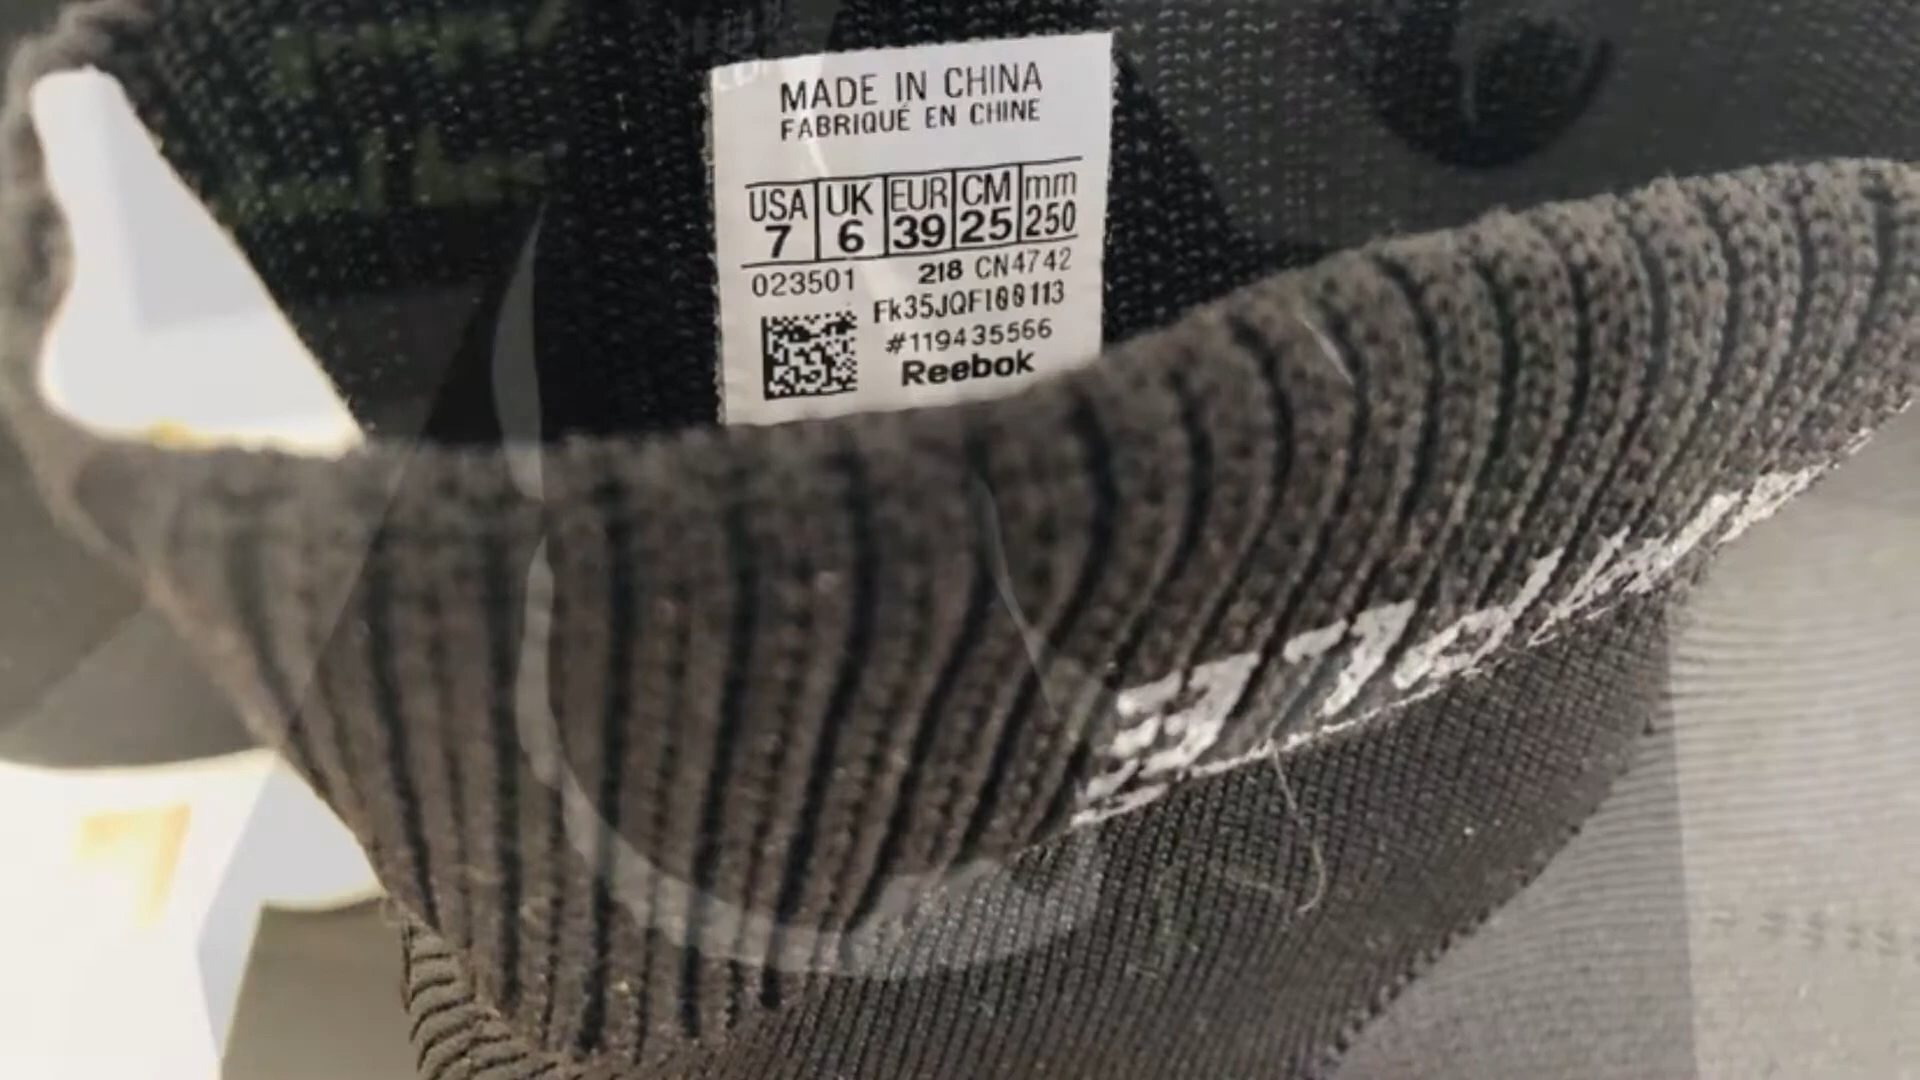 MADE IN CHINA
FABRIQUÉ EN CHINE
USA UK EUR CM mm
7 6 39 25 250
023501 218 CN4742
FK35JQFI00113
#119435566
Reebok